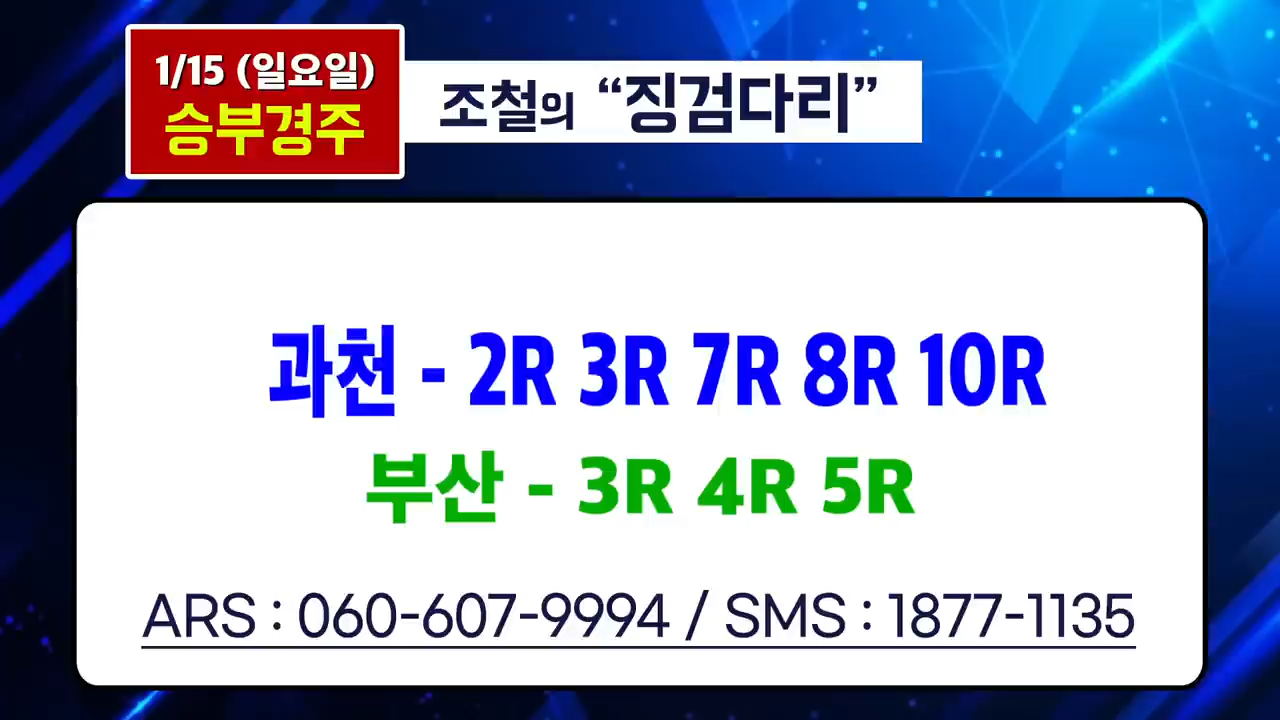 1/15 (일요일)
승부경주
조철의 “징검다리”
과천 - 2R 3R 7R 8R 10R
부산 - 3R 4R 5R
ARS : 060-607-9994 / SMS : 1877-1135